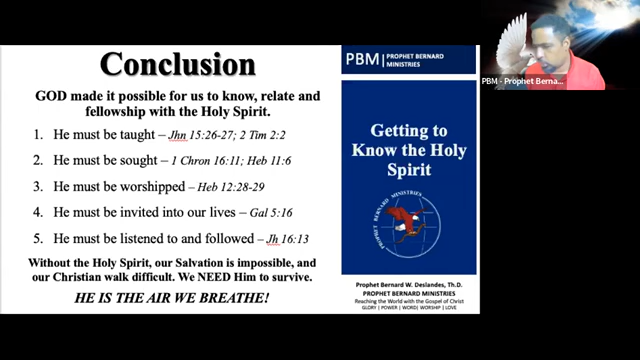 Conclusion
GOD made it possible for us to know, relate and
fellowship with the Holy Spirit.
1. He must be taught – Jhn 15:26-27; 2 Tim 2:2
2. He must be sought – 1 Chron 16:11; Heb 11:6
3. He must be worshipped – Heb 12:28-29
4. He must be invited into our lives – Gal 5:16
5. He must be listened to and followed – Jh 16:13
Without the Holy Spirit, our Salvation is impossible, and
our Christian walk difficult. We NEED Him to survive.
HE IS THE AIR WE BREATHE!
PBM | PROPHET BERNARD
MINISTRIES
Getting to
Know the Holy
Spirit
PROPHET BERNARD MINISTRIES
Prophet Bernard W. Deslandes, Th.D.
PROPHET BERNARD MINISTRIES
Reaching the World with the Gospel of Christ
GLORY | POWER | WORD | WORSHIP | LOVE
PBM - Prophet Berna...